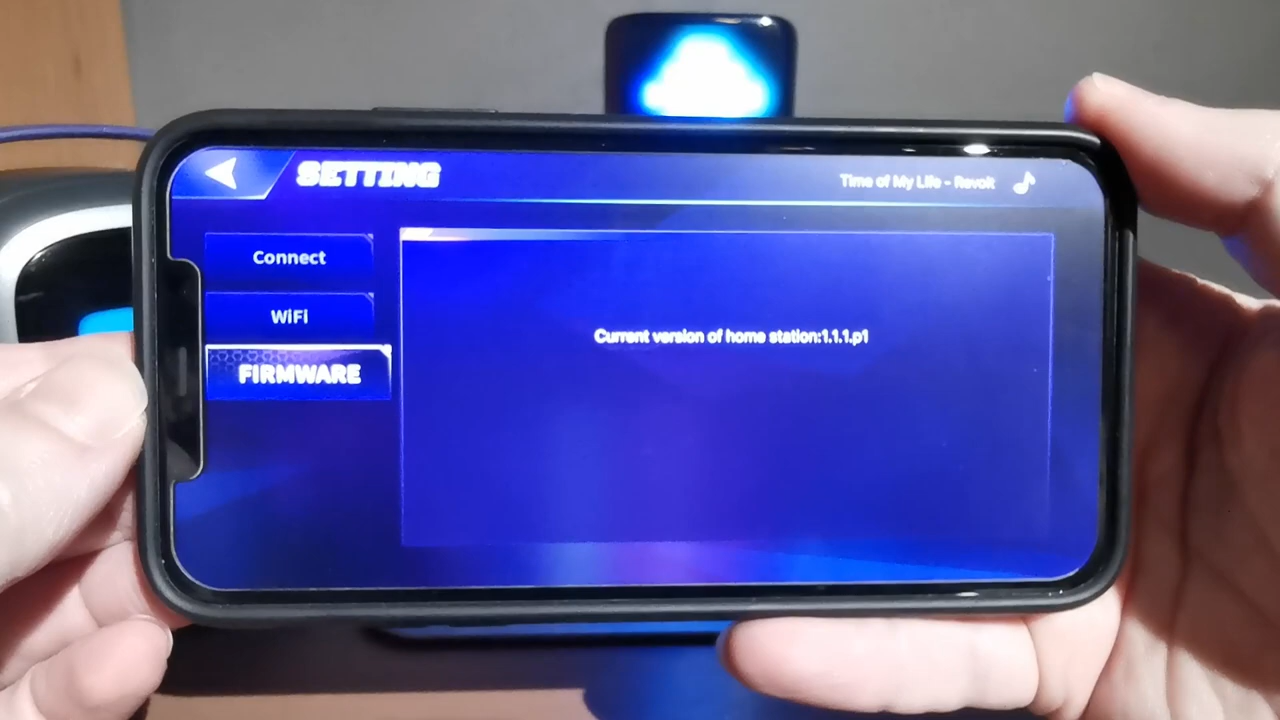 SETTING
Time of My Life - Revolt
Connect
WiFi
FIRMWARE
Current version of home station:1.1.1.p1